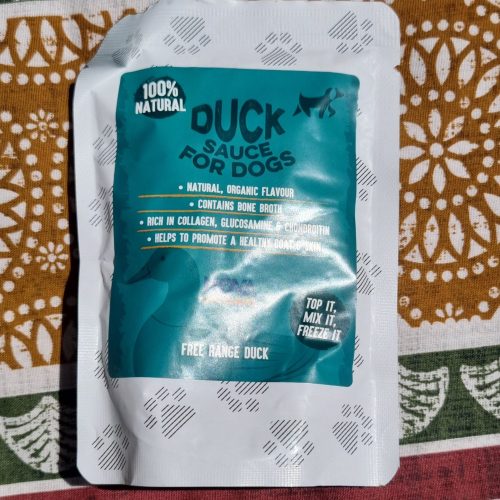 100%
NATURAL
DUCK
SAUCE
FOR DOGS
• NATURAL, ORGANIC FLAVOUR
• CONTAINS BONE BROTH
• RICH IN COLLAGEN, GLUCOSAMINE & CHONDROITIN
• HELPS TO PROMOTE A HEALTHY COAT & SKIN
TOP IT,
MIX IT,
FREEZE IT
FREE RANGE DUCK